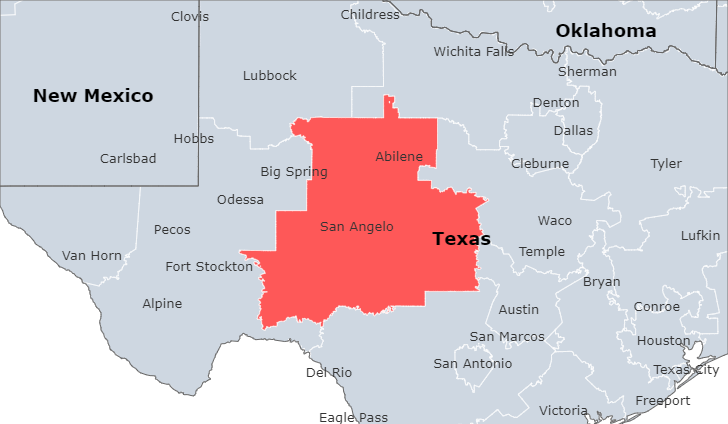 Clovis
Childress
Oklahoma
Wichita Falls
Lubbock
Sherman
New Mexico
Denton
Dallas
Hobbs
Carlsbad
Abilene
Cleburne
Tyler
Big Spring
Odessa
Waco
San Angelo
Pecos
Texas
Lufkin
Van Horn
Temple
Fort Stockton
Bryan
Alpine
Austin
Conroe
San Marcos
Houston
San Antonio
Texas City
Del Rio
Freeport
Victoria
Eagle Pass